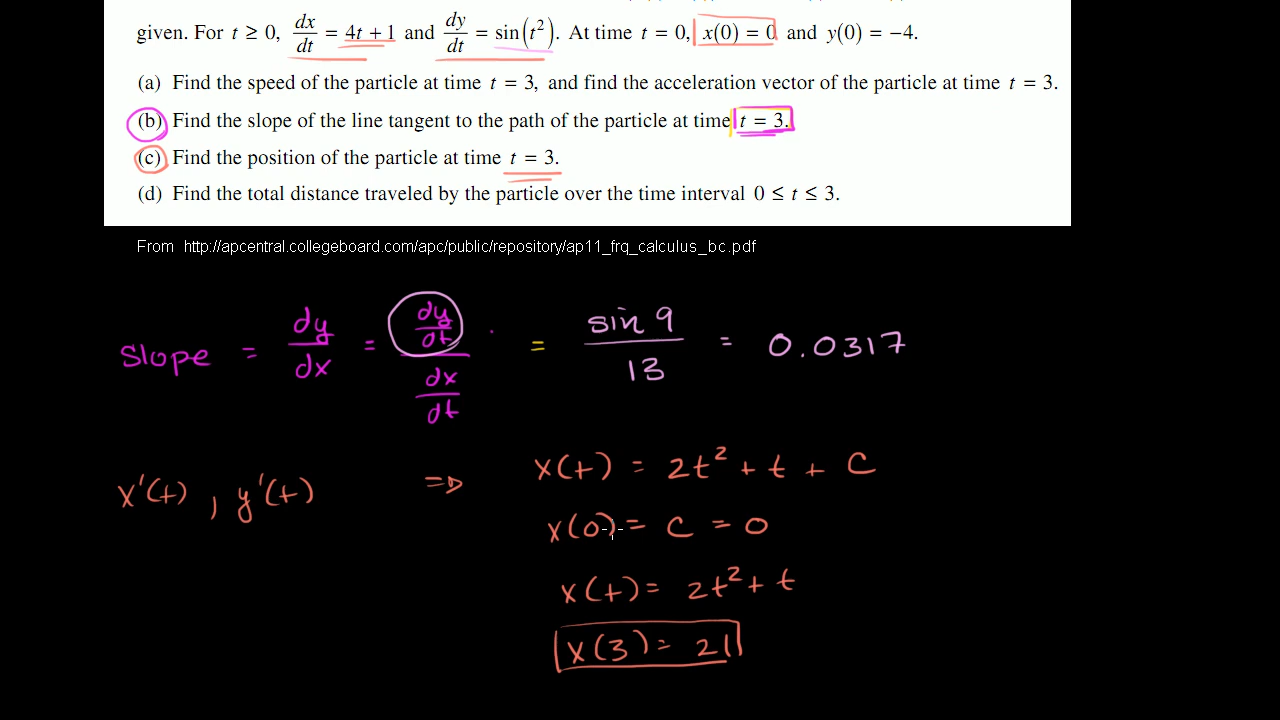 given. For t ≥ 0, dx/dt = 4t + 1 and dy/dt = sin(t²). At time t = 0, x(0) = 0 and y(0) = −4.
(a) Find the speed of the particle at time t = 3, and find the acceleration vector of the particle at time t = 3.
(b) Find the slope of the line tangent to the path of the particle at time t = 3.
(c) Find the position of the particle at time t = 3.
(d) Find the total distance traveled by the particle over the time interval 0 ≤ t ≤ 3.
From http://apcentral.collegeboard.com/apc/public/repository/ap11_frq_calculus_bc.pdf
Slope = dy/dx = (dy/dt)/(dx/dt) = sin 9/13 = 0.0317
x'(t), y'(t) ⇒ x(t) = 2t² + t + C
x(0) = C = 0
x(t) = 2t² + t
x(3) = 21